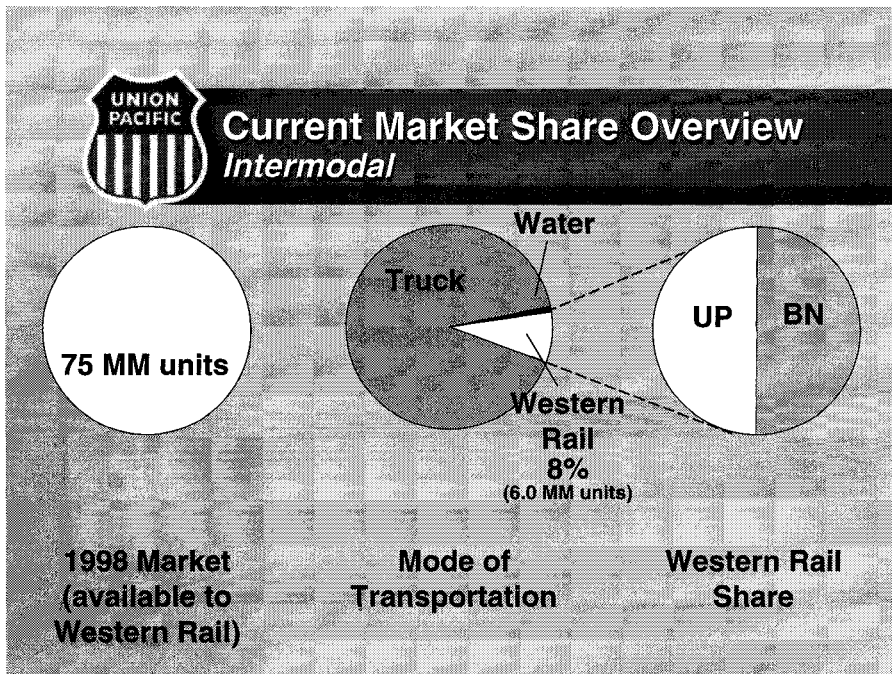 UNION
PACIFIC
Current Market Share Overview
Intermodal
75 MM units
Truck
Water
Western
Rail
8%
(6.0 MM units)
UP
BN
1998 Market
(available to
Western Rail)
Mode of
Transportation
Western Rail
Share